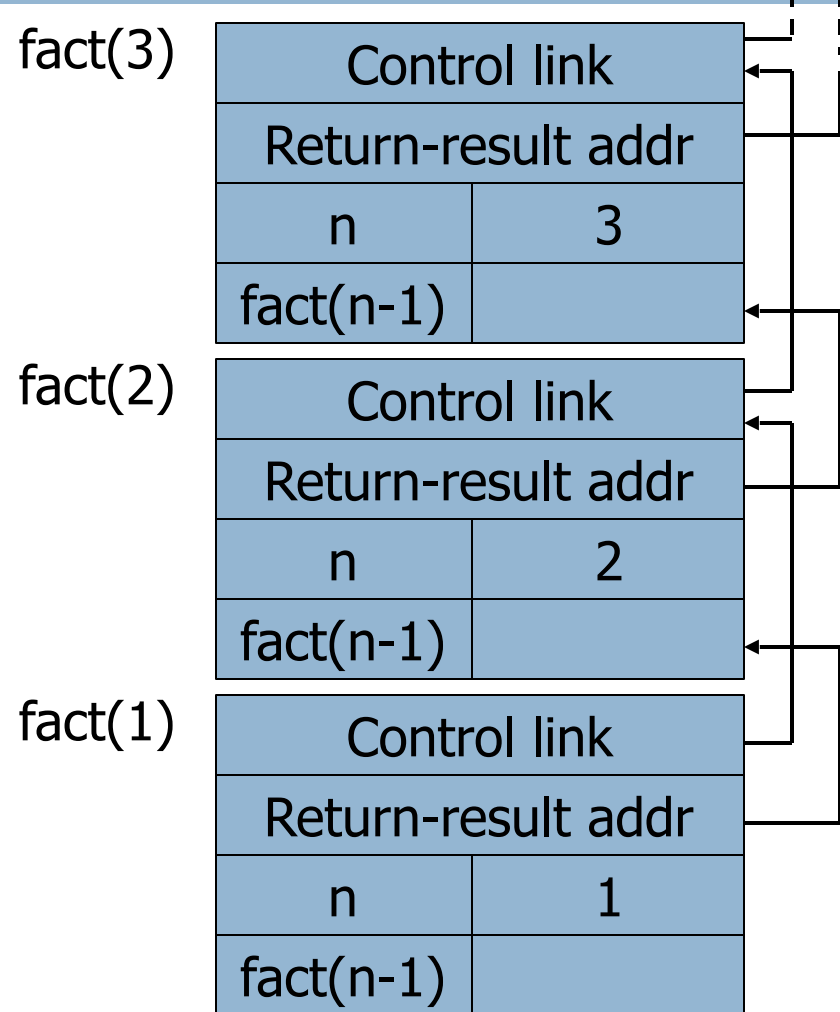 fact(3)
Control link
Return-result addr
n 3
fact(n-1)
fact(2)
Control link
Return-result addr
n 2
fact(n-1)
fact(1)
Control link
Return-result addr
n 1
fact(n-1)